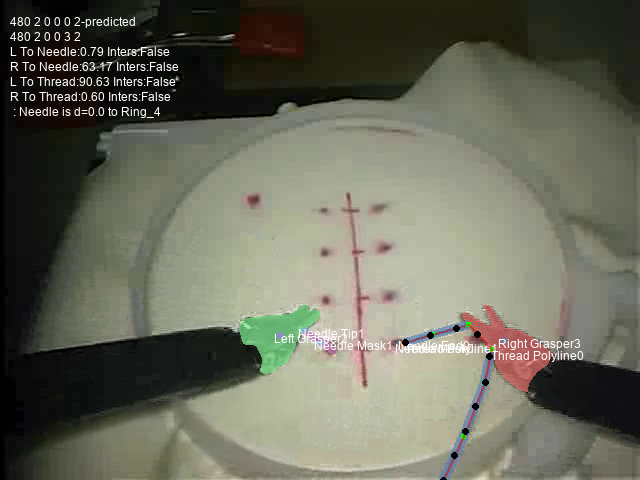 480 2 0 0 0 2-predicted
480 2 0 0 3 2
L To Needle:0.79 Inters:False
R To Needle:63.17 Inters:False
L To Thread:90.63 Inters:False
R To Thread:0.60 Inters:False
: Needle is d=0.0 to Ring_4
Needle Tip1
Left Grasper2
Needle Mask1
Right Grasper3
Thread Polyline0